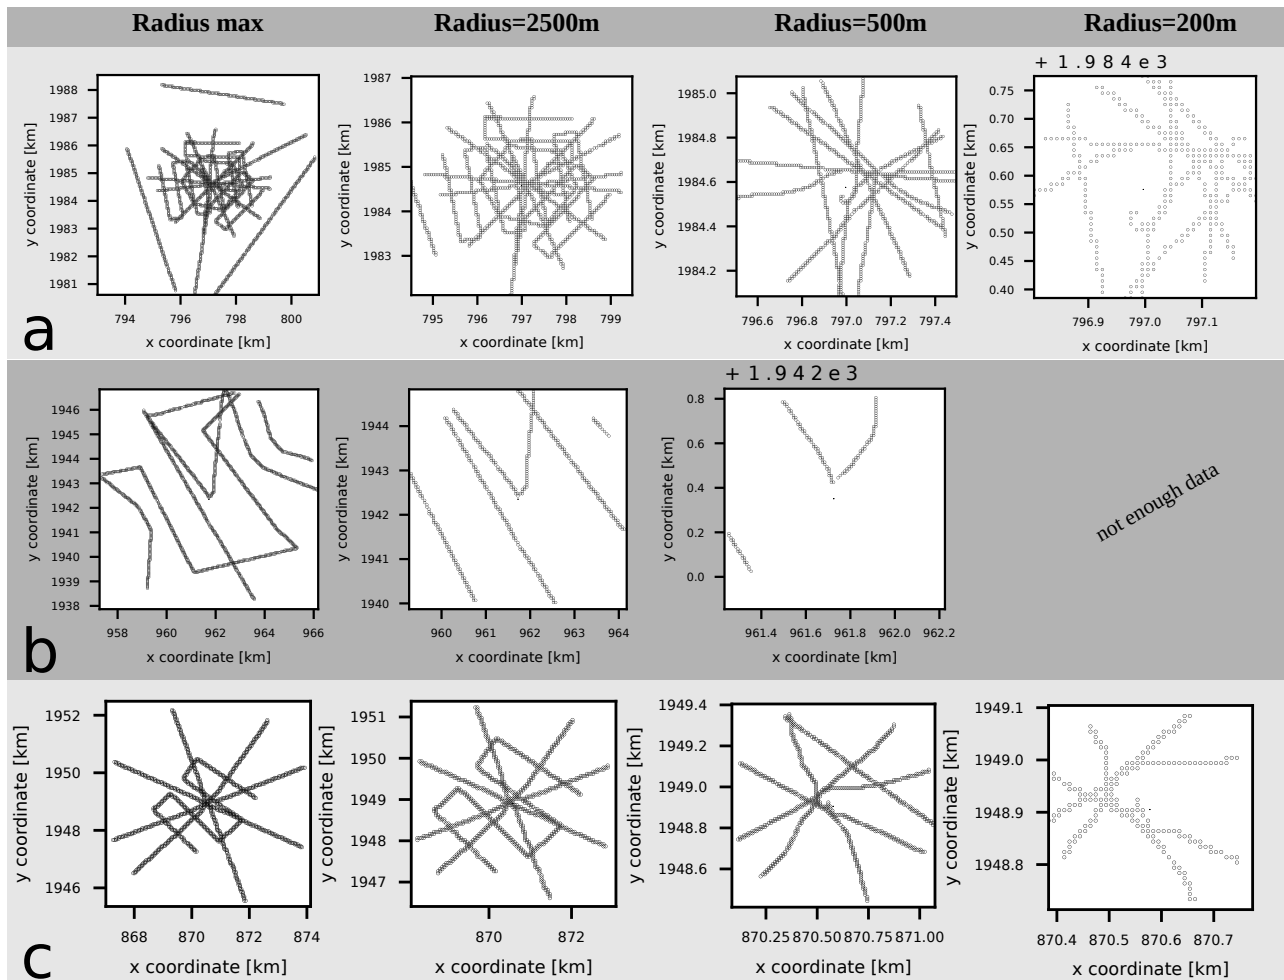 Radius max Radius=2500m Radius=500m Radius=200m
a
1988
1987
1986
1985
1984
1983
1982
1981
y coordinate [km]
794 796 798 800
x coordinate [km]
1987
1986
1985
1984
1983
y coordinate [km]
795 796 797 798 799
x coordinate [km]
1985.0
1984.8
1984.6
1984.4
1984.2
y coordinate [km]
796.6 796.8 797.0 797.2 797.4
x coordinate [km]
+1.984e3
0.75
0.70
0.65
0.60
0.55
0.50
0.45
0.40
y coordinate [km]
796.9 797.0 797.1
x coordinate [km]
b
1946
1945
1944
1943
1942
1941
1940
1939
1938
y coordinate [km]
958 960 962 964 966
x coordinate [km]
1944
1943
1942
1941
1940
y coordinate [km]
960 961 962 963 964
x coordinate [km]
+1.942e3
0.8
0.6
0.4
0.2
0.0
y coordinate [km]
961.4 961.6 961.8 962.0 962.2
x coordinate [km]
not enough data
c
1952
1950
1948
1946
y coordinate [km]
868 870 872 874
x coordinate [km]
1951
1950
1949
1948
1947
y coordinate [km]
870 872
x coordinate [km]
1949.4
1949.2
1949.0
1948.8
1948.6
y coordinate [km]
870.25 870.50 870.75 871.00
x coordinate [km]
1949.1
1949.0
1948.9
1948.8
y coordinate [km]
870.4 870.5 870.6 870.7
x coordinate [km]